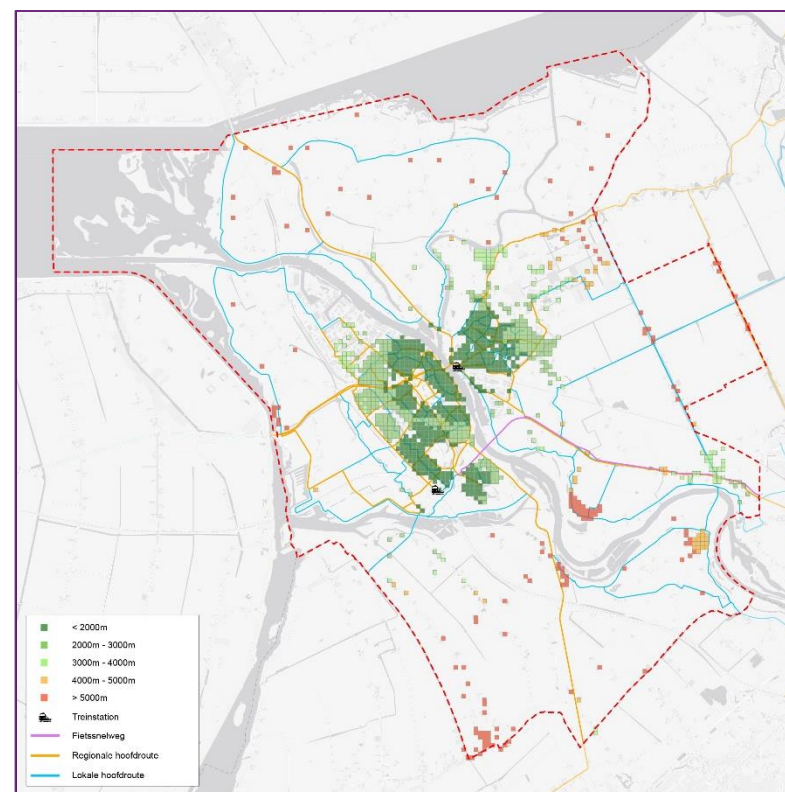 < 2000m
2000m - 3000m
3000m - 4000m
4000m - 5000m
> 5000m
Treinstation
Fietssnelweg
Regionale hoofdroute
Lokale hoofdroute